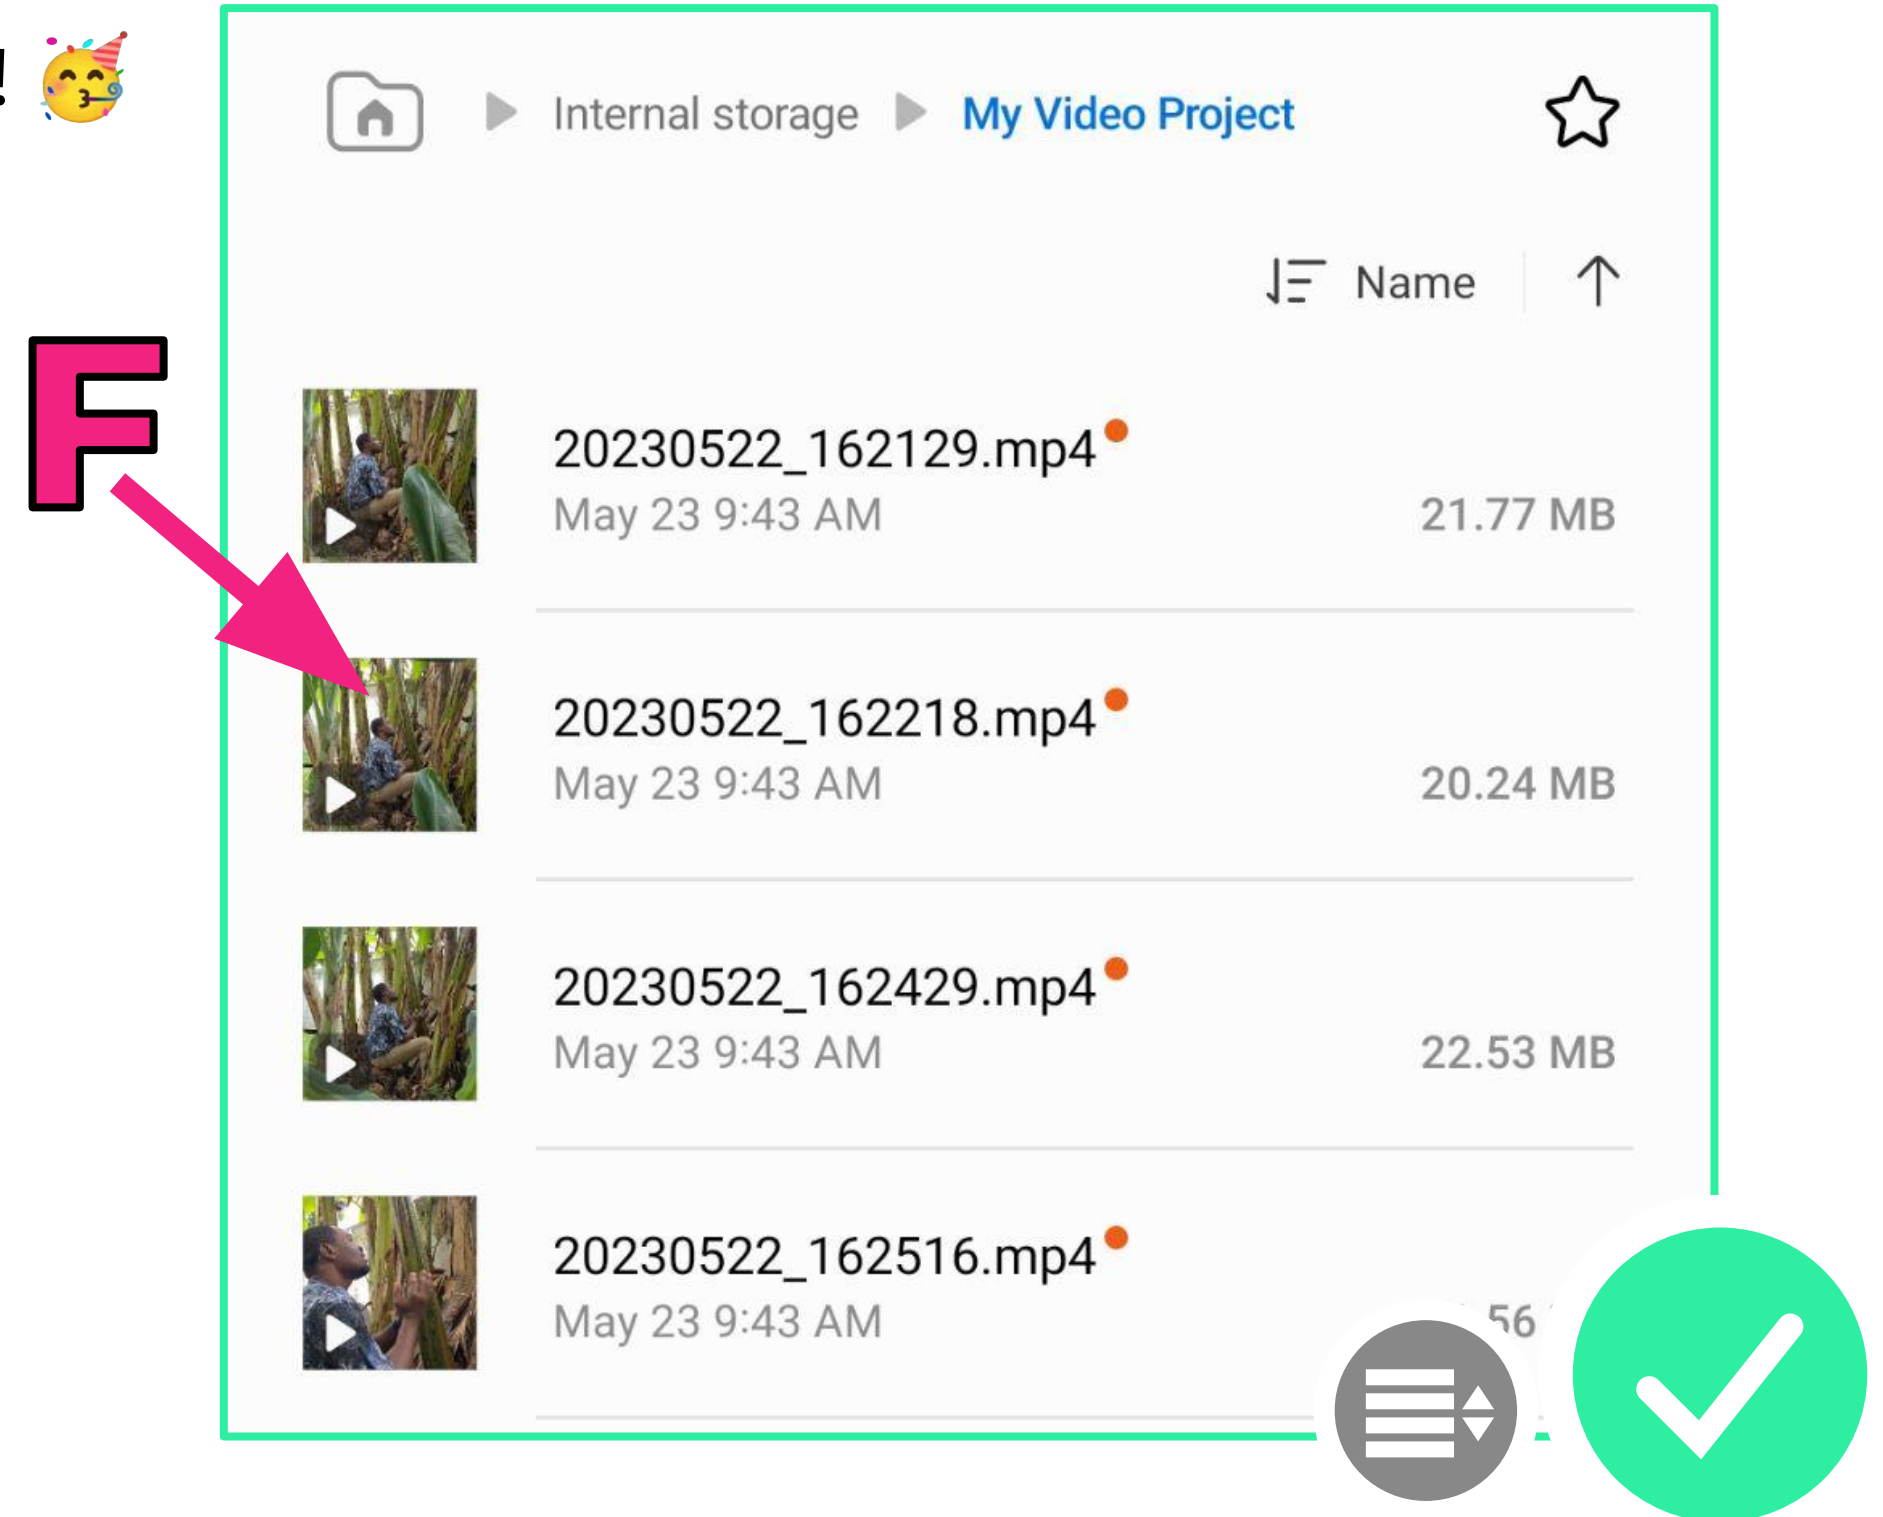 ! 🥳
Internal storage My Video Project
Name
F
20230522_162129.mp4
May 23 9:43 AM 21.77 MB
20230522_162218.mp4
May 23 9:43 AM 20.24 MB
20230522_162429.mp4
May 23 9:43 AM 22.53 MB
20230522_162516.mp4
May 23 9:43 AM